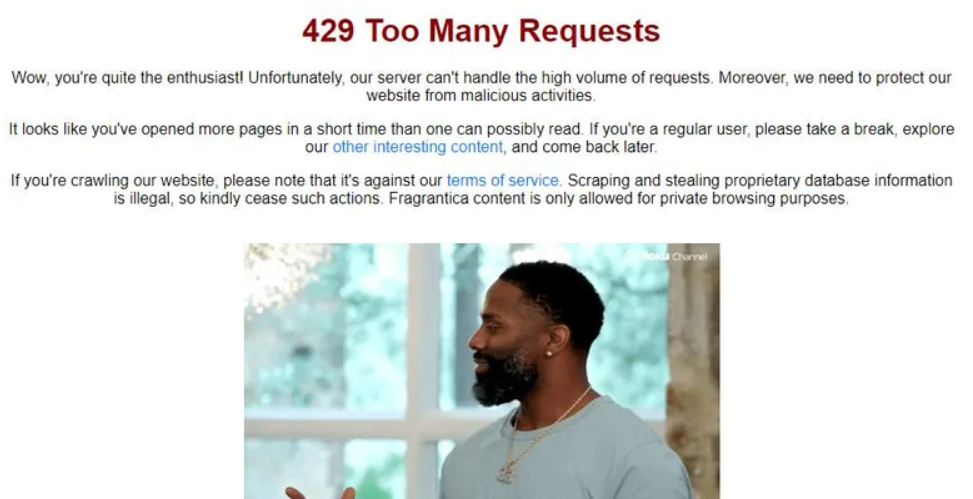 429 Too Many Requests
Wow, you're quite the enthusiast! Unfortunately, our server can't handle the high volume of requests. Moreover, we need to protect our
website from malicious activities.
It looks like you've opened more pages in a short time than one can possibly read. If you're a regular user, please take a break, explore
our other interesting content, and come back later.
If you're crawling our website, please note that it's against our terms of service. Scraping and stealing proprietary database information
is illegal, so kindly cease such actions. Fragrantica content is only allowed for private browsing purposes.
Roku Channel